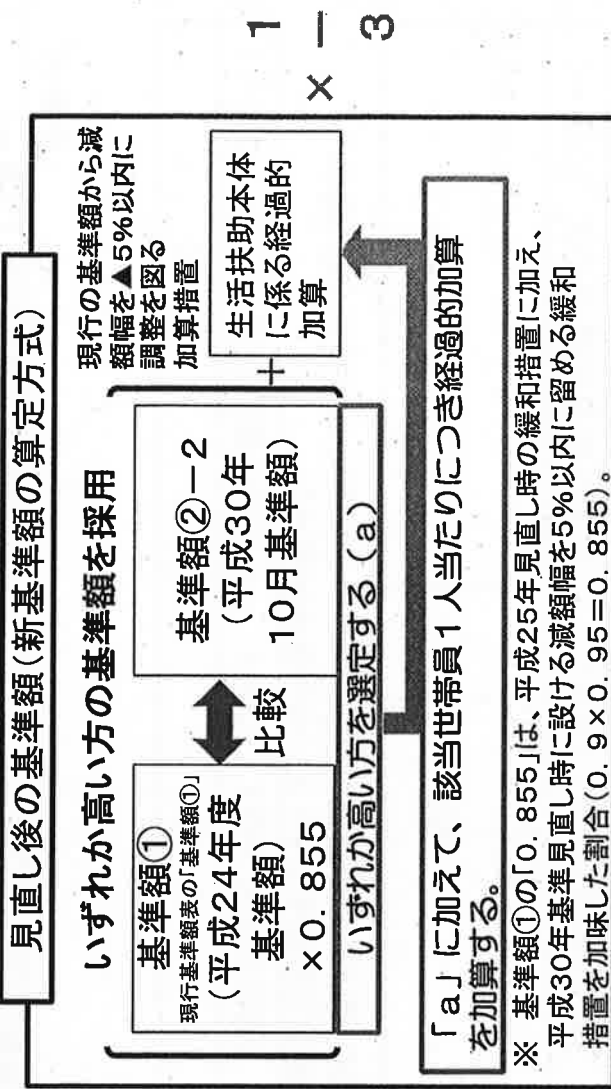 見直し後の基準額(新基準額の算定方式)
いずれか高い方の基準額を採用
基準額①
現行基準額表の「基準額①」
(平成24年度
基準額)
×0.855
比較
基準額②-2
(平成30年
10月基準額)
いずれか高い方を選定する(a)
+
現行の基準額から減
額幅を▲5%以内に
調整を図る
加算措置
生活扶助本体
に係る経過的
加算
「a」に加えて、該当世帯員1人当たりにつき経過的加算
を加算する。
※ 基準額①の「0.855」は、平成25年見直し時の緩和措置に加え、
平成30年基準見直し時に設ける減額幅を5%以内に留める緩和
措置を加味した割合(0.9×0.95=0.855)。
× 1
3